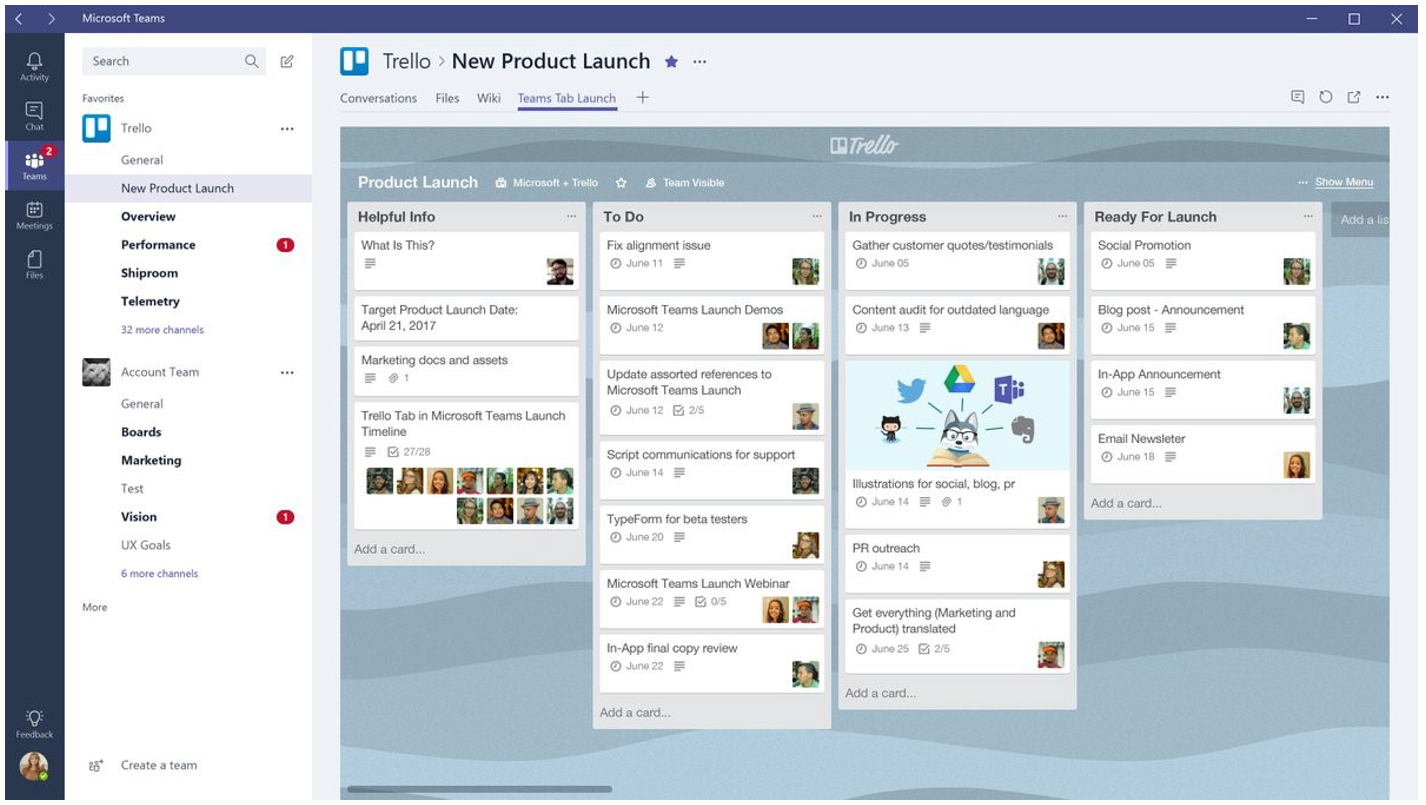 Microsoft Teams
Activity
Chat
2
Teams
Meetings
Files
Feedback
Search
Favorites
Trello
General
New Product Launch
Overview
Performance
1
Shiproom
Telemetry
32 more channels
Account Team
General
Boards
Marketing
Test
Vision
1
UX Goals
6 more channels
More
Create a team
Trello > New Product Launch
Conversations Files Wiki Teams Tab Launch
Trello
Product Launch Microsoft + Trello Team Visible
Show Menu
Helpful Info
What Is This?
Target Product Launch Date:
April 21, 2017
Marketing docs and assets
1
Trello Tab in Microsoft Teams Launch
Timeline
27/28
Add a card...
To Do
Fix alignment issue
June 11
Microsoft Teams Launch Demos
June 12
Update assorted references to
Microsoft Teams Launch
June 12 2/5
Script communications for support
June 14
TypeForm for beta testers
June 20
Microsoft Teams Launch Webinar
June 22 0/5
In-App final copy review
June 22
Add a card...
In Progress
Gather customer quotes/testimonials
June 05
Content audit for outdated language
June 13
T
Illustrations for social, blog, pr
June 14 1
PR outreach
June 14
Get everything (Marketing and
Product) translated
June 25 2/5
Add a card...
Ready For Launch
Social Promotion
June 05
Blog post - Announcement
June 15
In-App Announcement
June 15
Email Newsleter
June 18
Add a card...
Add a lis